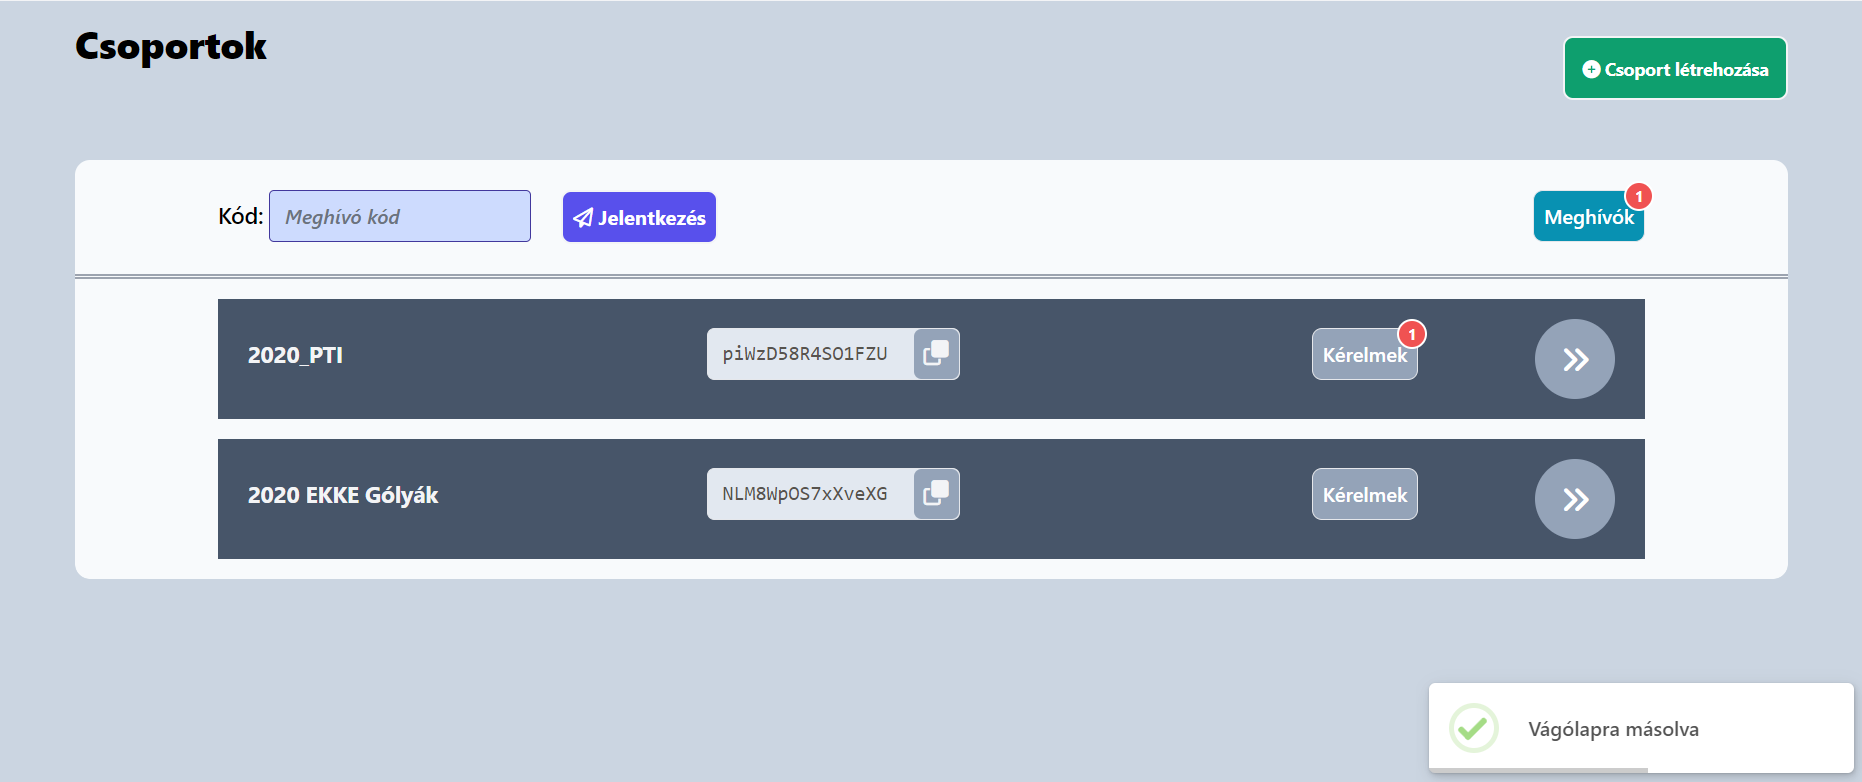 Csoportok
Csoport létrehozása
Kód: Meghívó kód Jelentkezés Meghívók 1
2020_PTI piWzD58R4SO1FZU Kérelmek 1
2020 EKKE Gólyák NLM8WpOS7xXveXG Kérelmek
Vágólapra másolva